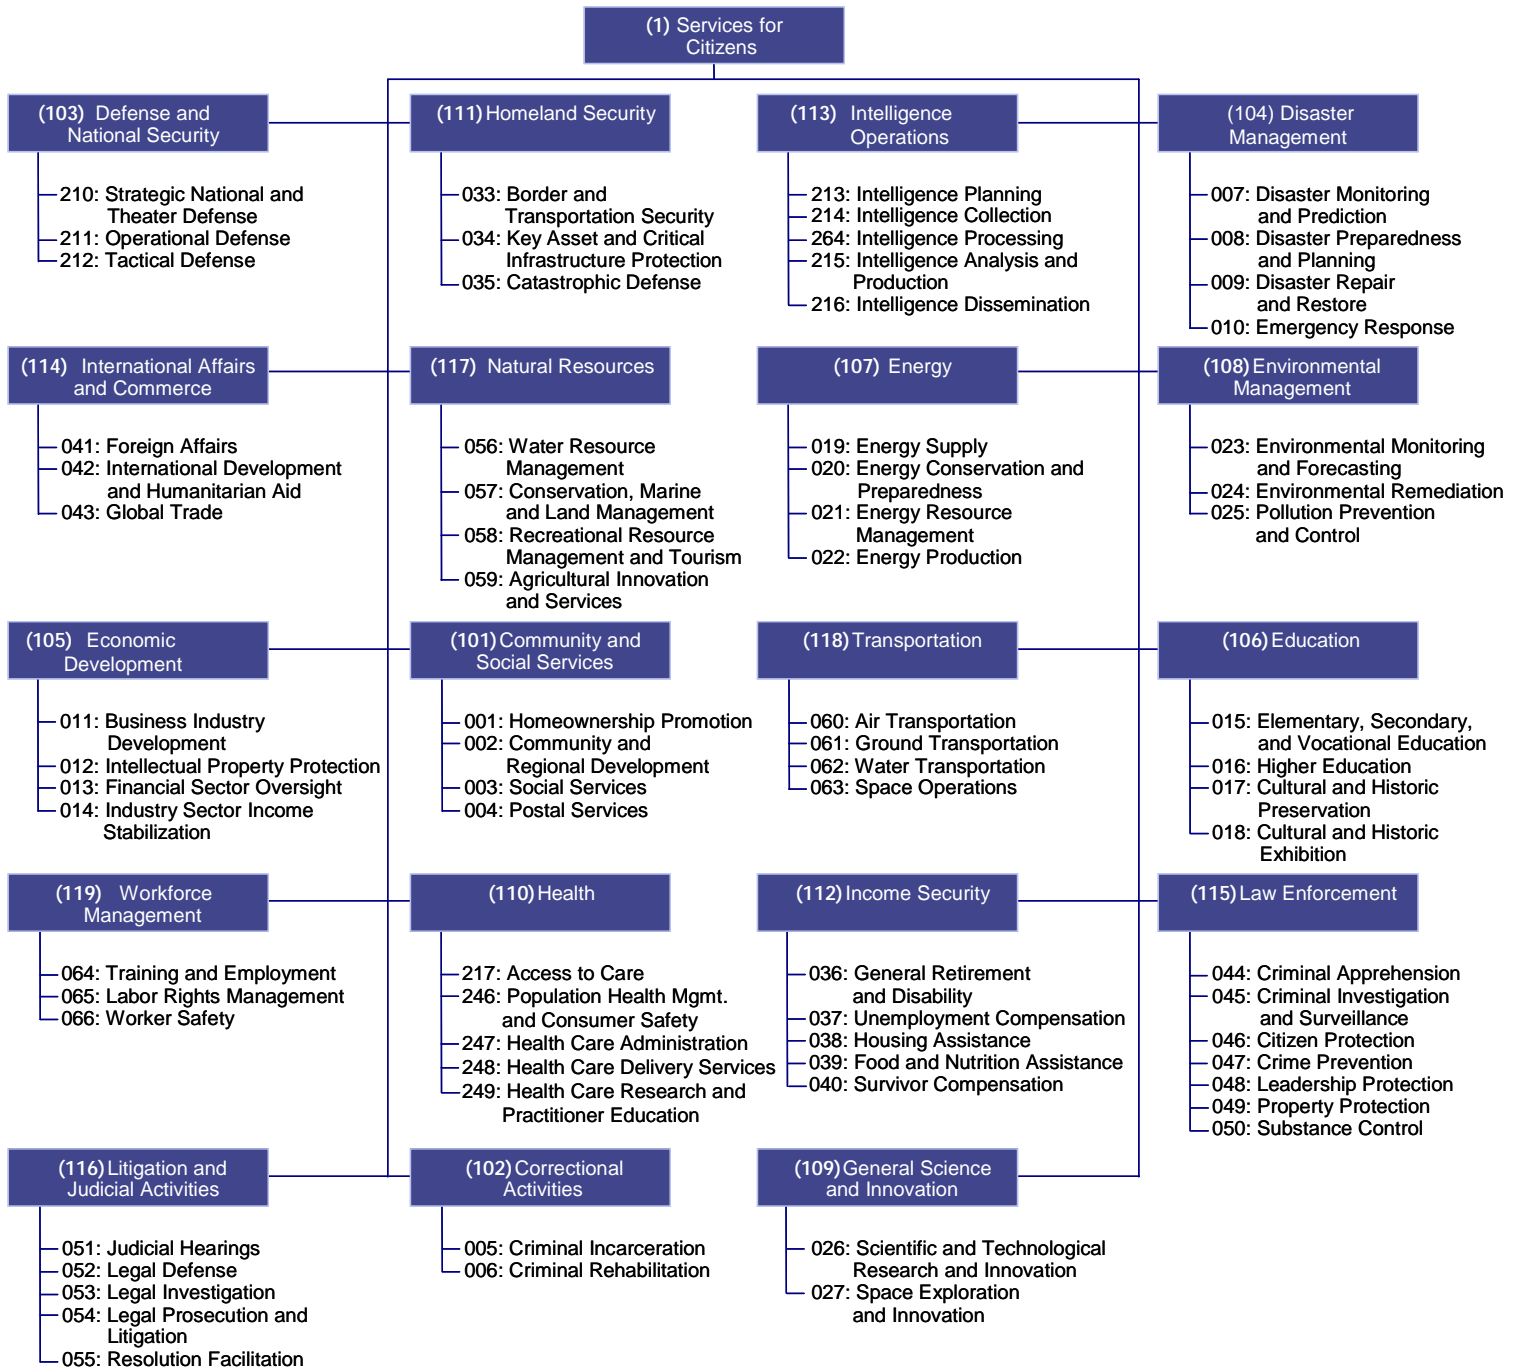 (1) Services for
Citizens
(103) Defense and
National Security
210: Strategic National and
Theater Defense
211: Operational Defense
212: Tactical Defense
(111) Homeland Security
033: Border and
Transportation Security
034: Key Asset and Critical
Infrastructure Protection
035: Catastrophic Defense
(113) Intelligence
Operations
213: Intelligence Planning
214: Intelligence Collection
264: Intelligence Processing
215: Intelligence Analysis and
Production
216: Intelligence Dissemination
(104) Disaster
Management
007: Disaster Monitoring
and Prediction
008: Disaster Preparedness
and Planning
009: Disaster Repair
and Restore
010: Emergency Response
(114) International Affairs
and Commerce
041: Foreign Affairs
042: International Development
and Humanitarian Aid
043: Global Trade
(117) Natural Resources
056: Water Resource
Management
057: Conservation, Marine
and Land Management
058: Recreational Resource
Management and Tourism
059: Agricultural Innovation
and Services
(107) Energy
019: Energy Supply
020: Energy Conservation and
Preparedness
021: Energy Resource
Management
022: Energy Production
(108) Environmental
Management
023: Environmental Monitoring
and Forecasting
024: Environmental Remediation
025: Pollution Prevention
and Control
(105) Economic
Development
011: Business Industry
Development
012: Intellectual Property Protection
013: Financial Sector Oversight
014: Industry Sector Income
Stabilization
(101) Community and
Social Services
001: Homeownership Promotion
002: Community and
Regional Development
003: Social Services
004: Postal Services
(118) Transportation
060: Air Transportation
061: Ground Transportation
062: Water Transportation
063: Space Operations
(106) Education
015: Elementary, Secondary,
and Vocational Education
016: Higher Education
017: Cultural and Historic
Preservation
018: Cultural and Historic
Exhibition
(119) Workforce
Management
064: Training and Employment
065: Labor Rights Management
066: Worker Safety
(110) Health
217: Access to Care
246: Population Health Mgmt.
and Consumer Safety
247: Health Care Administration
248: Health Care Delivery Services
249: Health Care Research and
Practitioner Education
(112) Income Security
036: General Retirement
and Disability
037: Unemployment Compensation
038: Housing Assistance
039: Food and Nutrition Assistance
040: Survivor Compensation
(115) Law Enforcement
044: Criminal Apprehension
045: Criminal Investigation
and Surveillance
046: Citizen Protection
047: Crime Prevention
048: Leadership Protection
049: Property Protection
050: Substance Control
(116) Litigation and
Judicial Activities
051: Judicial Hearings
052: Legal Defense
053: Legal Investigation
054: Legal Prosecution and
Litigation
055: Resolution Facilitation
(102) Correctional
Activities
005: Criminal Incarceration
006: Criminal Rehabilitation
(109) General Science
and Innovation
026: Scientific and Technological
Research and Innovation
027: Space Exploration
and Innovation